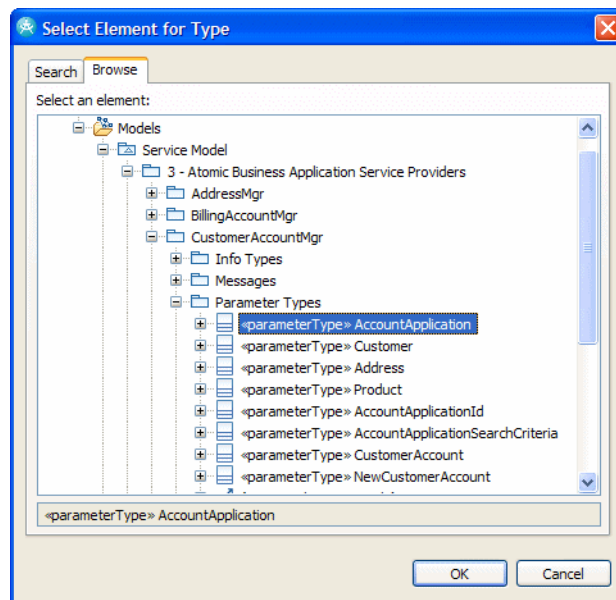 Select Element for Type
Search Browse
Select an element:
Models
Service Model
3 - Atomic Business Application Service Providers
AddressMgr
BillingAccountMgr
CustomerAccountMgr
Info Types
Messages
Parameter Types
«parameterType» AccountApplication
«parameterType» Customer
«parameterType» Address
«parameterType» Product
«parameterType» AccountApplicationId
«parameterType» AccountApplicationSearchCriteria
«parameterType» CustomerAccount
«parameterType» NewCustomerAccount
«parameterType» AccountApplication
OK Cancel